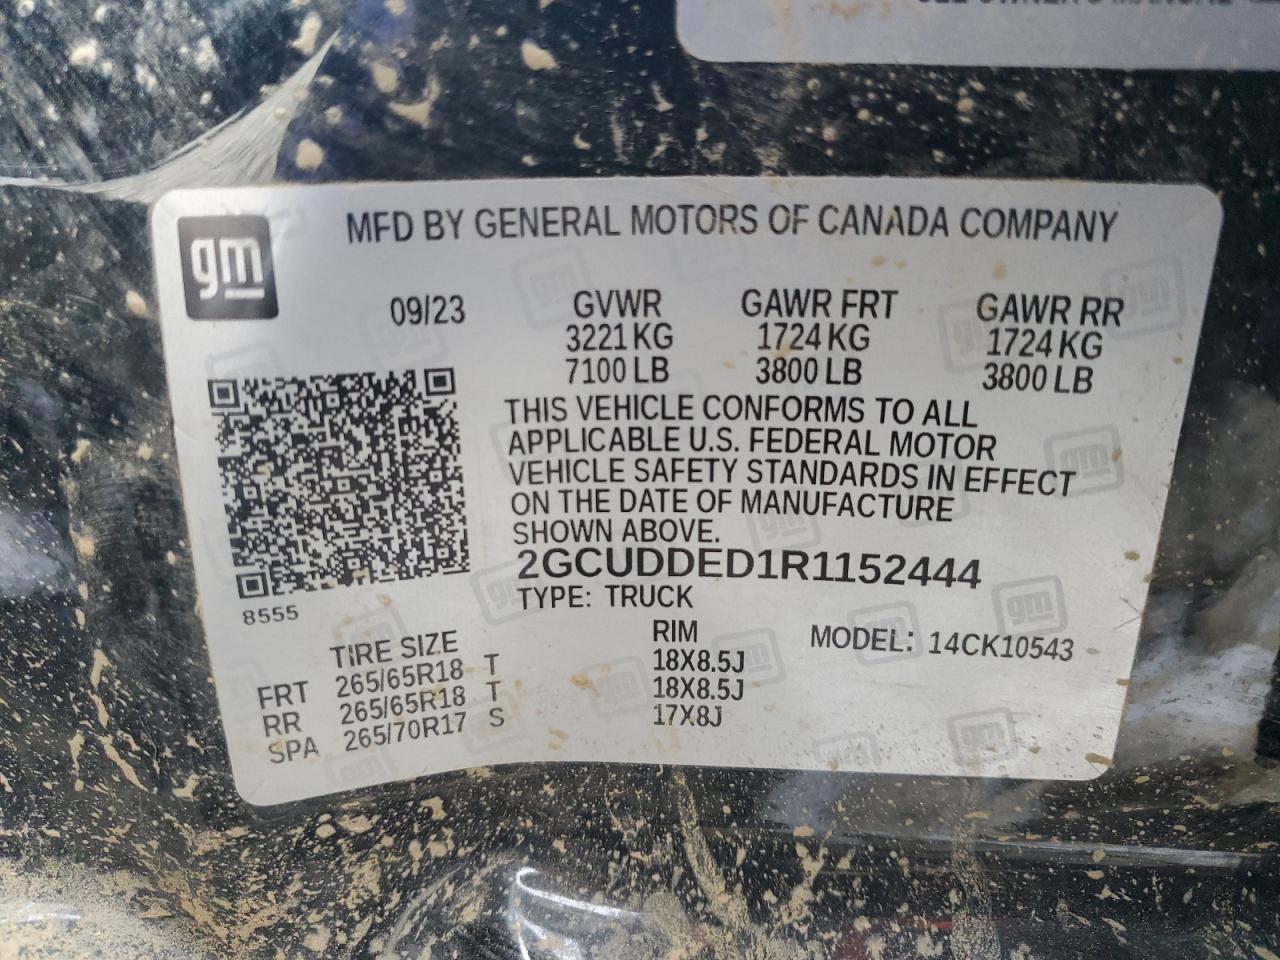 gm
MFD BY GENERAL MOTORS OF CANADA COMPANY
09/23
GVWR GAWR FRT GAWR RR
3221 KG 1724 KG 1724 KG
7100 LB 3800 LB 3800 LB
THIS VEHICLE CONFORMS TO ALL
APPLICABLE U.S. FEDERAL MOTOR
VEHICLE SAFETY STANDARDS IN EFFECT
ON THE DATE OF MANUFACTURE
SHOWN ABOVE.
2GCUDDED1R1152444
TYPE: TRUCK
8555
TIRE SIZE RIM MODEL: 14CK10543
FRT 265/65R18 T 18X8.5J
RR 265/65R18 T 18X8.5J
SPA 265/70R17 S 17X8J